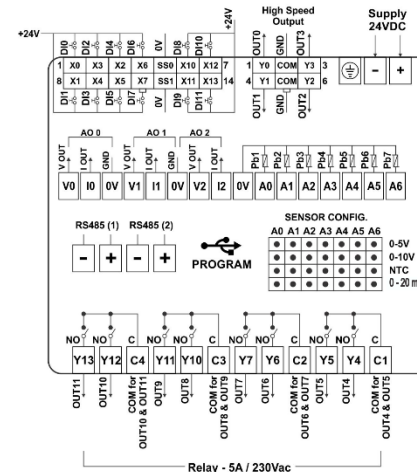 +24V
High Speed
Output
Supply
24VDC
+24V
DI0 DI2 DI4 DI6 0V DI8 DI10
OUT0 GND OUT3
1 X0 X3 X2 X6 SS0 X10 X12 7
8 X1 X4 X5 X7 SS1 X11 X13 14
1 Y0 COM Y3 3
4 Y1 COM Y2 6
- +
DI1 DI3 DI5 DI7 0V DI9 DI11
OUT1 GND OUT2
AO 0 AO 1 AO 2
V OUT I OUT GND V OUT I OUT GND V OUT I OUT
Pb1 Pb2 Pb3 Pb4 Pb5 Pb6 Pb7
V0 I0 0V V1 I1 0V V2 I2 0V A0 A1 A2 A3 A4 A5 A6
RS485 (1) RS485 (2)
- + - +
PROGRAM
SENSOR CONFIG.
A0 A1 A2 A3 A4 A5 A6
0-5V
0-10V
NTC
0-20 m
NO NO C NO NO C NO NO C NO NO C
Y13 Y12 C4 Y11 Y10 C3 Y7 Y6 C2 Y5 Y4 C1
OUT11
OUT10
COM for
OUT10 & OUT11
OUT9
OUT8
COM for
OUT8 & OUT9
OUT7
OUT6
COM for
OUT6 & OUT7
OUT5
OUT4
COM for
OUT4 & OUT5
Relay - 5A / 230Vac